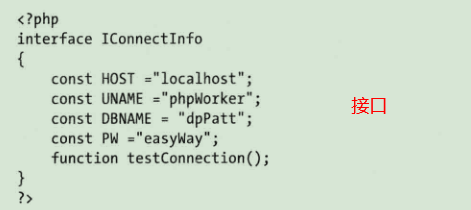 <?php
interface IConnectInfo
{
const HOST ="localhost";
const UNAME ="phpWorker";
const DBNAME = "dpPatt";
const PW ="easyWay";
function testConnection();
}
?>
接口